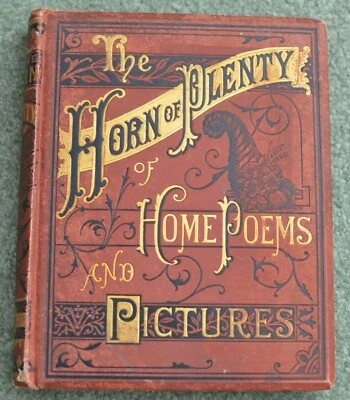 The
Horn of Plenty
of
Home Poems
and
Pictures